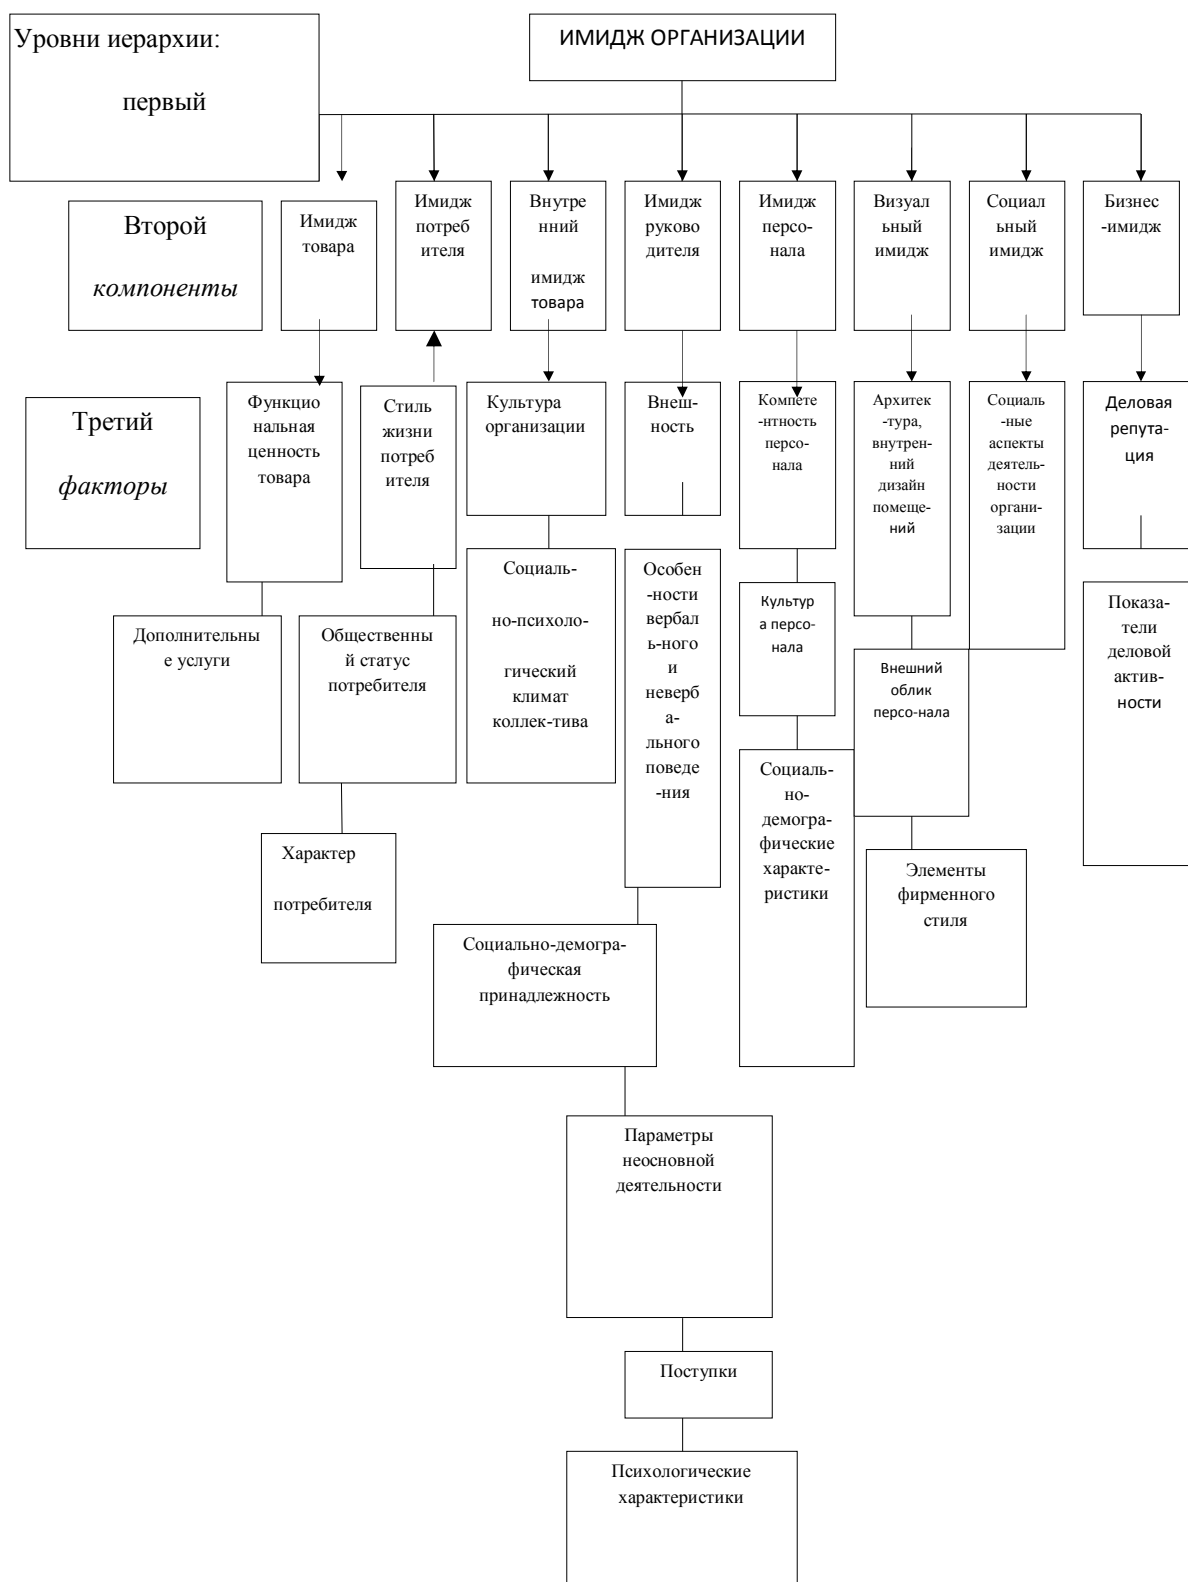 Уровни иерархии:
первый
ИМИДЖ ОРГАНИЗАЦИИ
Второй
компоненты
Имидж
товара
Имидж
потреб
ителя
Внутре
нний
имидж
товара
Имидж
руково
дителя
Имидж
персо-
нала
Визуал
ьный
имидж
Социал
ьный
имидж
Бизнес
-имидж
Третий
факторы
Функцио
нальная
ценность
товара
Стиль
жизни
потреб
ителя
Культура
организации
Внеш-
ность
Компете
-нтность
персо-
нала
Архитек
-тура,
внутрен-
ний
дизайн
помеще-
ний
Социаль
-ные
аспекты
деятель-
ности
органи-
зации
Деловая
репута-
ция
Дополнительны
е услуги
Общественны
й статус
потребителя
Социаль-
но-психоло-
гический
климат
коллек-тива
Особен
-ности
вербал
ь-ного
и
неверб
а-
льного
поведе
-ния
Культур
а персо-
нала
Внешний
облик
персо-нала
Показа-
тели
деловой
актив-
ности
Характер
потребителя
Социаль-
но-
демогра-
фические
характе-
ристики
Элементы
фирменного
стиля
Социально-демогра-
фическая
принадлежность
Параметры
неосновной
деятельности
Поступки
Психологические
характеристики